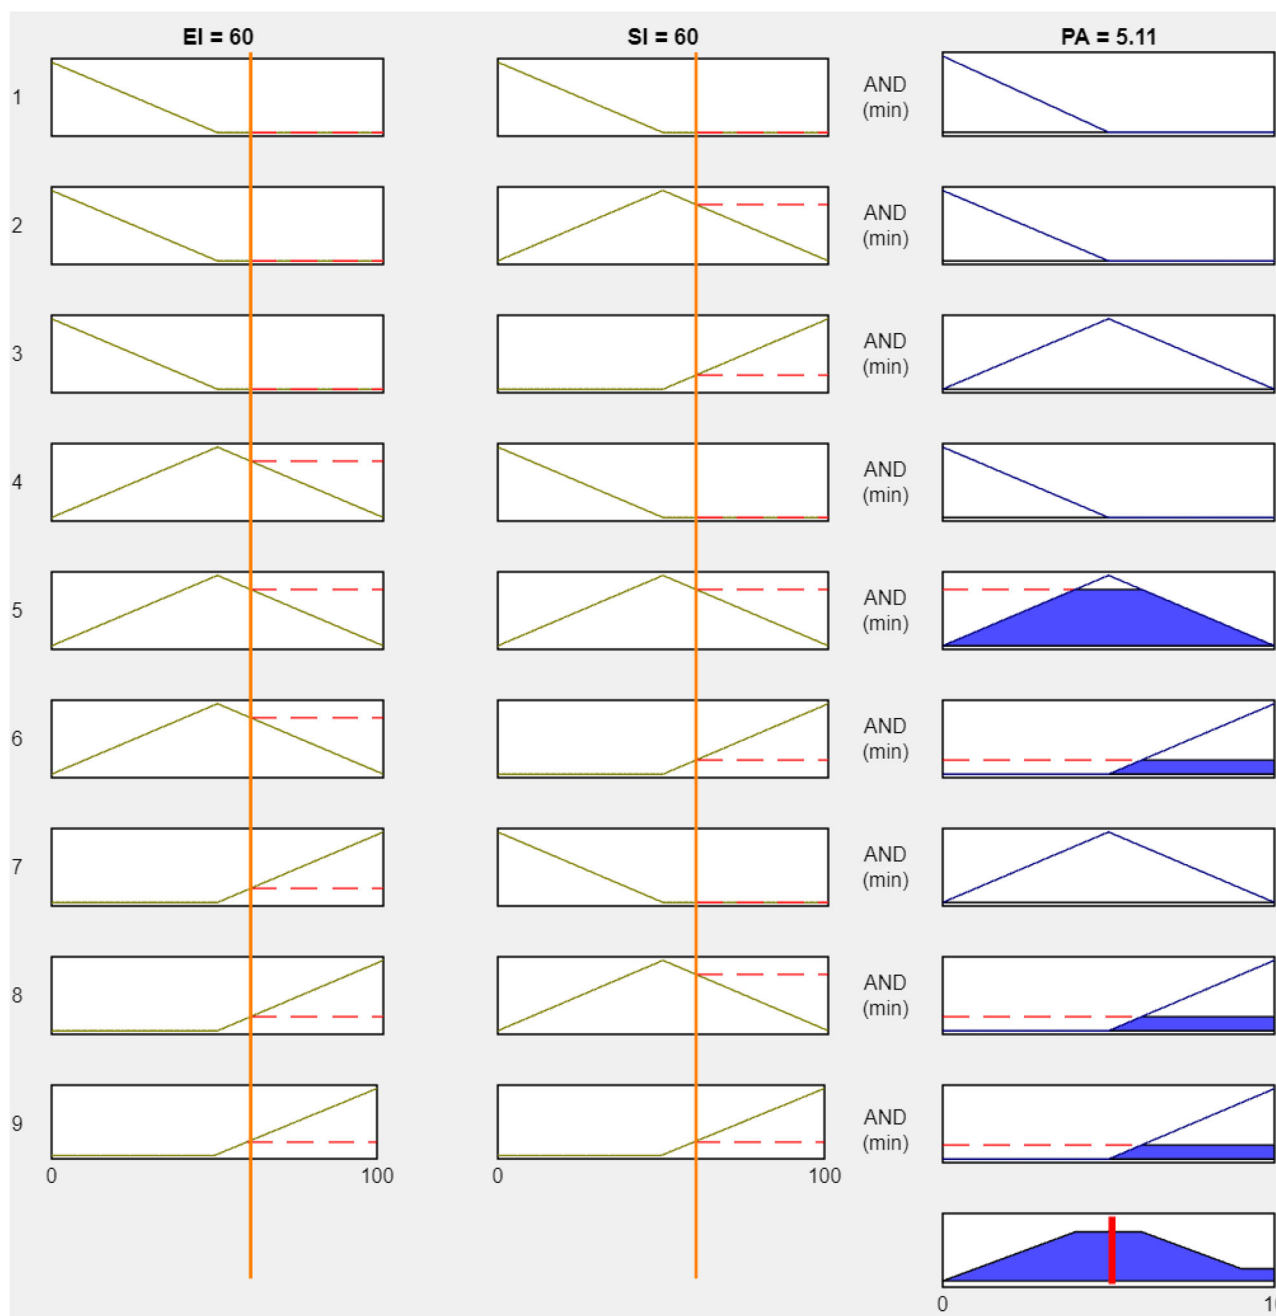 EI = 60 SI = 60 PA = 5.11
1 AND
(min)
2 AND
(min)
3 AND
(min)
4 AND
(min)
5 AND
(min)
6 AND
(min)
7 AND
(min)
8 AND
(min)
9 AND
(min)
0 100 0 100
0 10